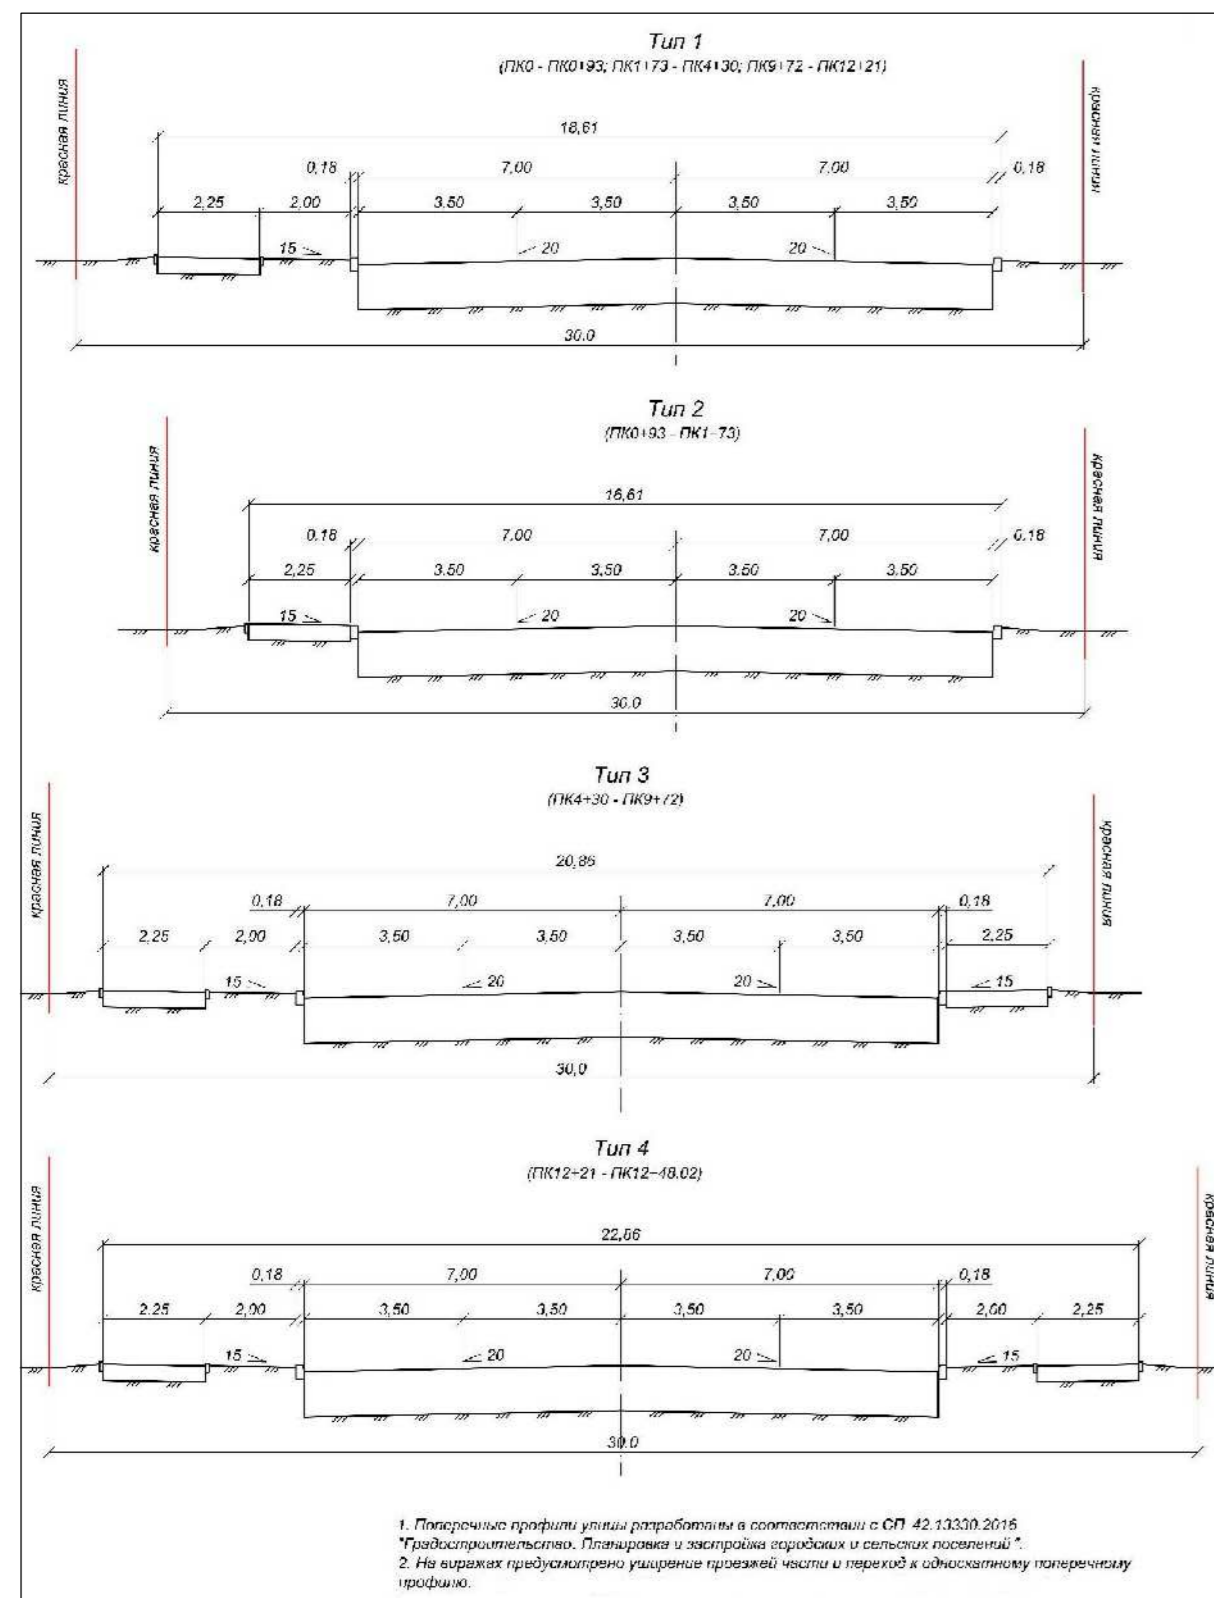 Тип 1
(ПК0 - ПК0+93; ПК1+73 - ПК4+30; ПК9+72 - ПК12+21)
красная линия
красная линия
18,61
0,18 7,00 7,00 0,18
2,25 2,00 3,50 3,50 3,50 3,50
15 20 20
30.0
Тип 2
(ПК0+93 - ПК1+73)
красная линия
красная линия
16,61
0,18 7,00 7,00 0,18
2,25 3,50 3,50 3,50 3,50
15 20 20
30,0
Тип 3
(ПК4+30 - ПК9+72)
красная линия
красная линия
20,86
0,18 7,00 7,00 0,18
2,25 2,00 3,50 3,50 3,50 3,50 2,25
15 20 20 15
30,0
Тип 4
(ПК12+21 - ПК12+48.02)
красная линия
красная линия
22,86
0,18 7,00 7,00 0,18
2,25 2,00 3,50 3,50 3,50 3,50 2,00 2,25
15 20 20 15
30.0
1. Поперечные профили улицы разработаны в соответствии с СП 42.13330.2016
"Градостроительство. Планировка и застройка городских и сельских поселений ".
2. На виражах предусмотрено уширение проезжей части и переход к односкатному поперечному
профилю.